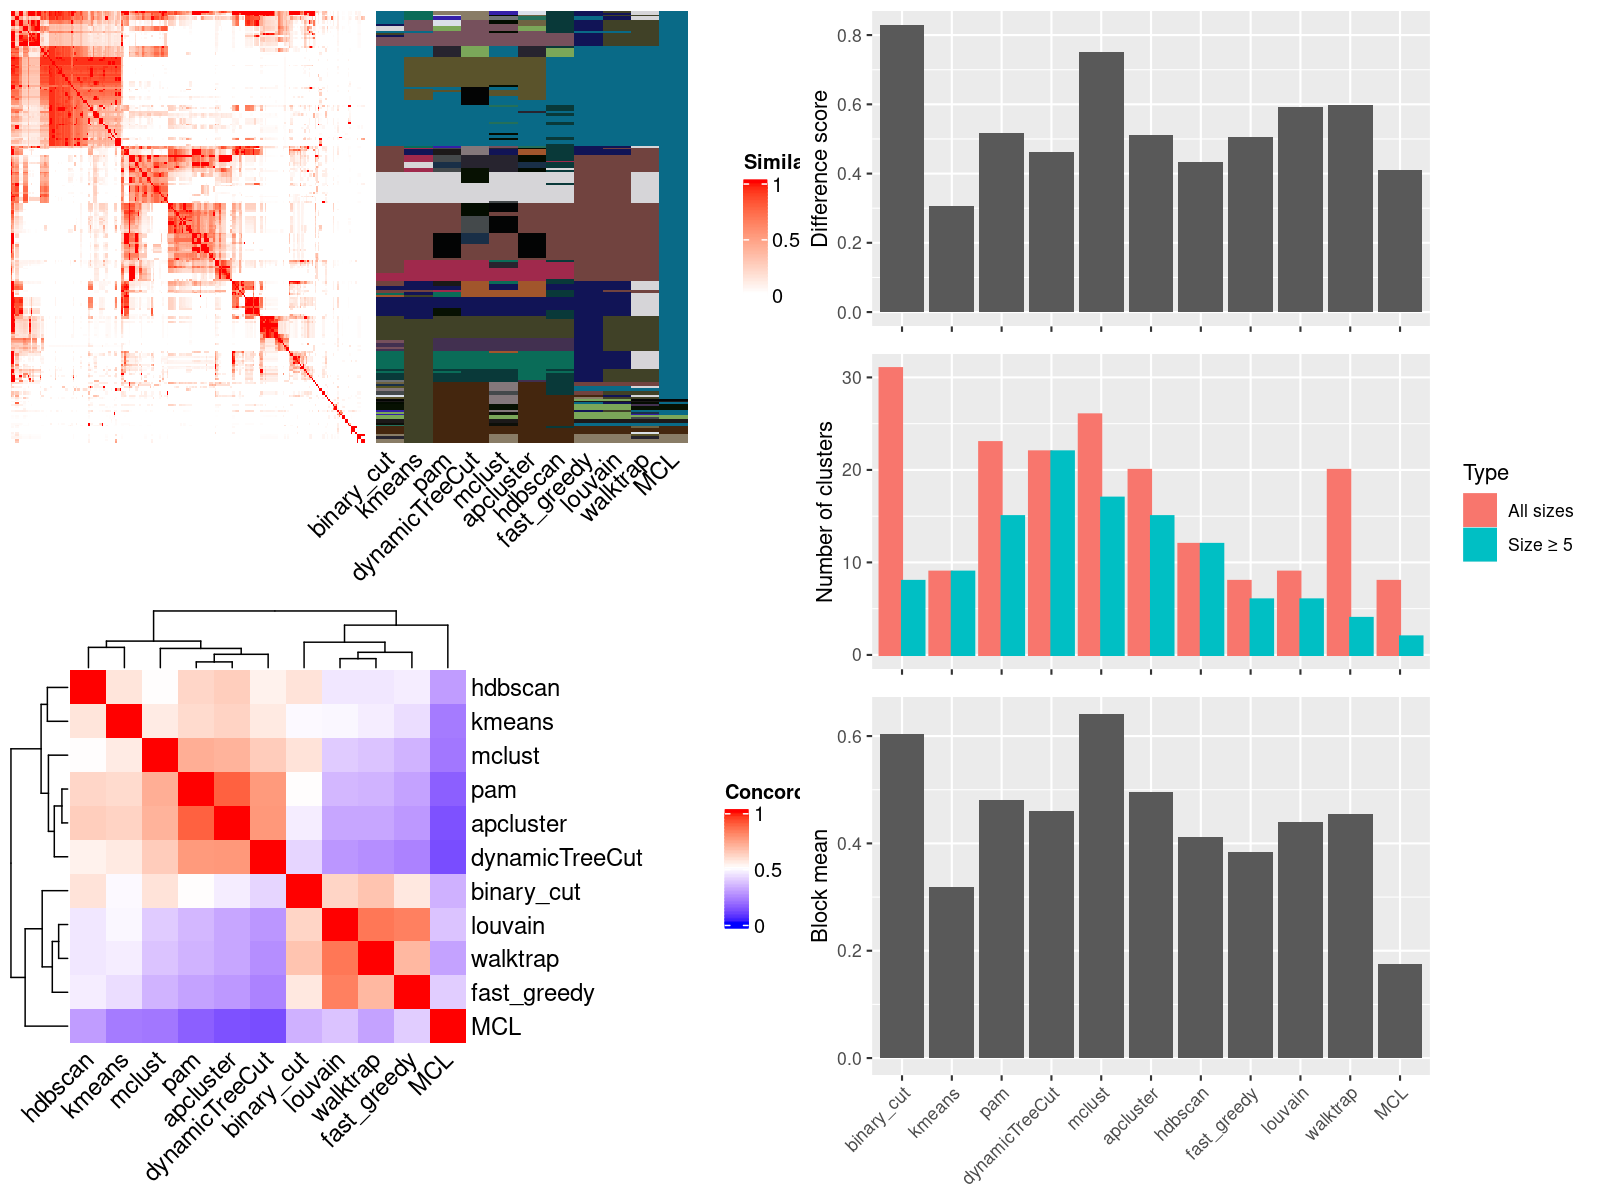 Simila
1
0.5
0
binary_cut
kmeans
pam
dynamicTreeCut
mclust
apcluster
hdbscan
fast_greedy
louvain
walktrap
MCL
hdbscan
kmeans
mclust
pam
apcluster
dynamicTreeCut
binary_cut
louvain
walktrap
fast_greedy
MCL
Concord
1
0.5
0
hdbscan
kmeans
mclust
pam
apcluster
dynamicTreeCut
binary_cut
louvain
walktrap
fast_greedy
MCL
Difference score
0.8
0.6
0.4
0.2
0.0
Number of clusters
30
20
10
0
Type
All sizes
Size ≥ 5
Block mean
0.6
0.4
0.2
0.0
binary_cut
kmeans
pam
dynamicTreeCut
mclust
apcluster
hdbscan
fast_greedy
louvain
walktrap
MCL